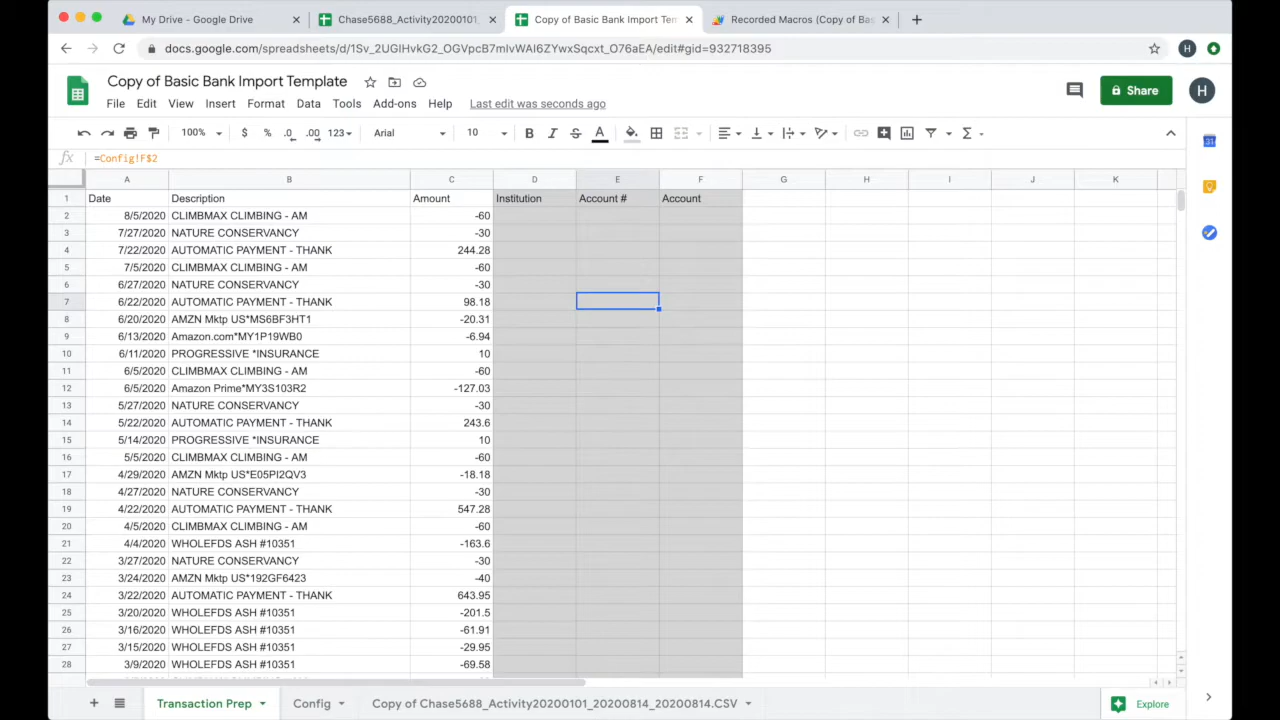 My Drive - Google Drive × Chase5688_Activity20200101_ × Copy of Basic Bank Import Tem × Recorded Macros (Copy of Bas × +
docs.google.com/spreadsheets/d/1Sv_2UGIHvkG2_OGVpcB7mIvWAI6ZYwxSqcxt_O76aEA/edit#gid=932718395 H
Copy of Basic Bank Import Template
File Edit View Insert Format Data Tools Add-ons Help Last edit was seconds ago Share H
100% $ % .0 .00 123 Arial 10 B I S A Σ
fx =Config!F$2
A B C D E F G H I J K
1 Date Description Amount Institution Account # Account
2 8/5/2020 CLIMBMAX CLIMBING - AM -60
3 7/27/2020 NATURE CONSERVANCY -30
4 7/22/2020 AUTOMATIC PAYMENT - THANK 244.28
5 7/5/2020 CLIMBMAX CLIMBING - AM -60
6 6/27/2020 NATURE CONSERVANCY -30
7 6/22/2020 AUTOMATIC PAYMENT - THANK 98.18
8 6/20/2020 AMZN Mktp US*MS6BF3HT1 -20.31
9 6/13/2020 Amazon.com*MY1P19WB0 -6.94
10 6/11/2020 PROGRESSIVE *INSURANCE 10
11 6/5/2020 CLIMBMAX CLIMBING - AM -60
12 6/5/2020 Amazon Prime*MY3S103R2 -127.03
13 5/27/2020 NATURE CONSERVANCY -30
14 5/22/2020 AUTOMATIC PAYMENT - THANK 243.6
15 5/14/2020 PROGRESSIVE *INSURANCE 10
16 5/5/2020 CLIMBMAX CLIMBING - AM -60
17 4/29/2020 AMZN Mktp US*E05PI2QV3 -18.18
18 4/27/2020 NATURE CONSERVANCY -30
19 4/22/2020 AUTOMATIC PAYMENT - THANK 547.28
20 4/5/2020 CLIMBMAX CLIMBING - AM -60
21 4/4/2020 WHOLEFDS ASH #10351 -163.6
22 3/27/2020 NATURE CONSERVANCY -30
23 3/24/2020 AMZN Mktp US*192GF6423 -40
24 3/22/2020 AUTOMATIC PAYMENT - THANK 643.95
25 3/20/2020 WHOLEFDS ASH #10351 -201.5
26 3/16/2020 WHOLEFDS ASH #10351 -61.91
27 3/15/2020 WHOLEFDS ASH #10351 -29.95
28 3/9/2020 WHOLEFDS ASH #10351 -69.58
+ Transaction Prep Config Copy of Chase5688_Activity20200101_20200814_20200814.CSV Explore